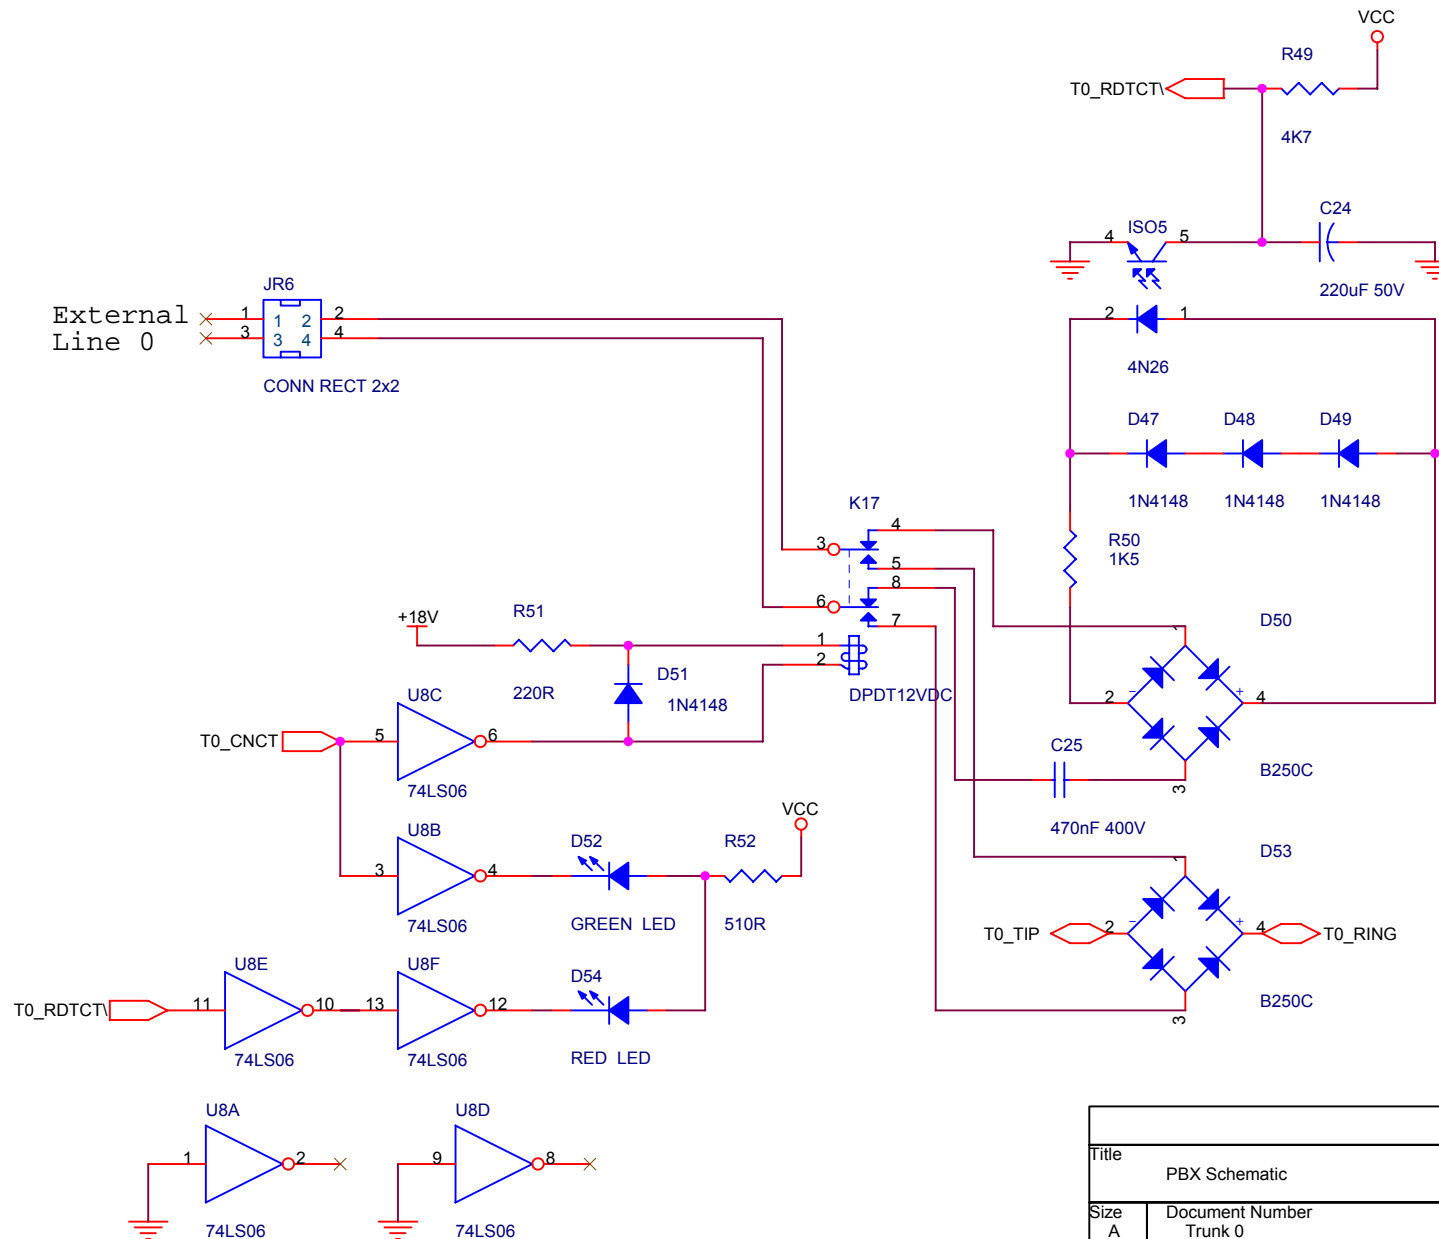 VCC
R49
T0_RDTCT\
4K7
C24
ISO5
4 5
220uF 50V
JR6
External
Line 0
1 1 2 2
3 3 4 4
CONN RECT 2x2
2 1
4N26
D47 D48 D49
1N4148 1N4148 1N4148
K17
4
3
5
8
6
7
R50
1K5
+18V
R51
220R
1
2
D51
1N4148
DPDT12VDC
D50
1
2 - + 4
3
B250C
U8C
T0_CNCT
5 6
74LS06
C25
470nF 400V
U8B
3 4
74LS06
D52
GREEN LED
R52
510R
VCC
D53
1
T0_TIP 2 - + 4 T0_RING
3
B250C
U8E
T0_RDTCT\ 11 10
74LS06
U8F
13 12
74LS06
D54
RED LED
U8A
1 2
74LS06
U8D
9 8
74LS06
Title
PBX Schematic
Size
A
Document Number
Trunk 0